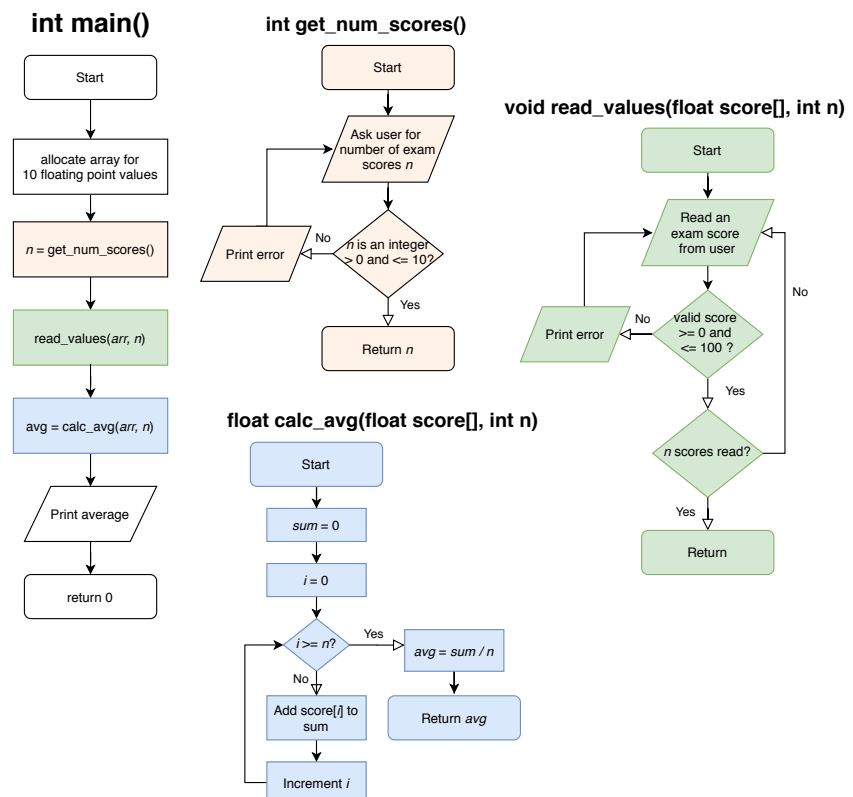 int main()
Start
allocate array for
10 floating point values
n = get_num_scores()
read_values(arr, n)
avg = calc_avg(arr, n)
Print average
return 0
int get_num_scores()
Start
Ask user for
number of exam
scores n
n is an integer
> 0 and <= 10?
No
Print error
Yes
Return n
void read_values(float score[], int n)
Start
Read an
exam score
from user
valid score
>= 0 and
<= 100 ?
No
Print error
Yes
n scores read?
No
Yes
Return
float calc_avg(float score[], int n)
Start
sum = 0
i = 0
i >= n?
Yes
avg = sum / n
Return avg
No
Add score[i] to
sum
Increment i